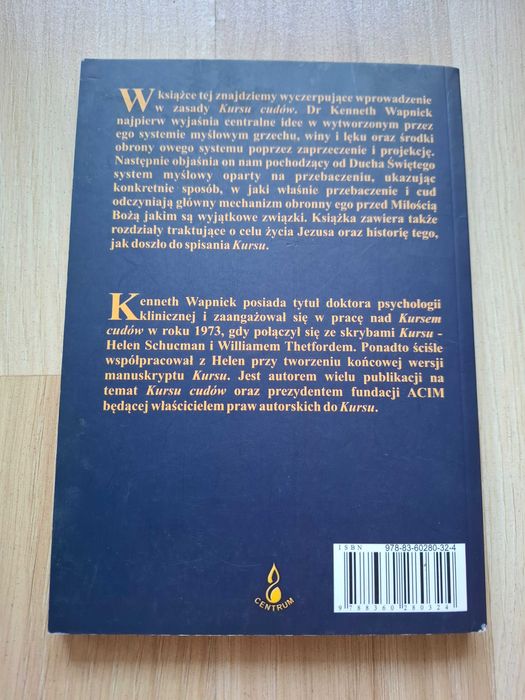 W książce tej znajdziemy wyczerpujące wprowadzenie
w zasady Kursu cudów. Dr Kenneth Wapnick
najpierw wyjaśnia centralne idee w wytworzonym przez
ego systemie myślowym grzechu, winy i lęku oraz środki
obrony owego systemu poprzez zaprzeczenie i projekcję.
Następnie objaśnia on nam pochodzący od Ducha Świętego
system myślowy oparty na przebaczeniu, ukazując
konkretnie sposób, w jaki właśnie przebaczenie i cud
odczyniają główny mechanizm obronny ego przed Miłością
Bożą jakim są wyjątkowe związki. Książka zawiera także
rozdziały traktujące o celu życia Jezusa oraz historię tego,
jak doszło do spisania Kursu.
Kenneth Wapnick posiada tytuł doktora psychologii
klinicznej i zaangażował się w pracę nad Kursem
cudów w roku 1973, gdy połączył się ze skrybami Kursu -
Helen Schucman i Williamem Thetfordem. Ponadto ściśle
współpracował z Helen przy tworzeniu końcowej wersji
manuskryptu Kursu. Jest autorem wielu publikacji na
temat Kursu cudów oraz prezydentem fundacji ACIM
będącej właścicielem praw autorskich do Kursu.
CENTRUM
ISBN
978-83-60280-32-4
9 788360 280324